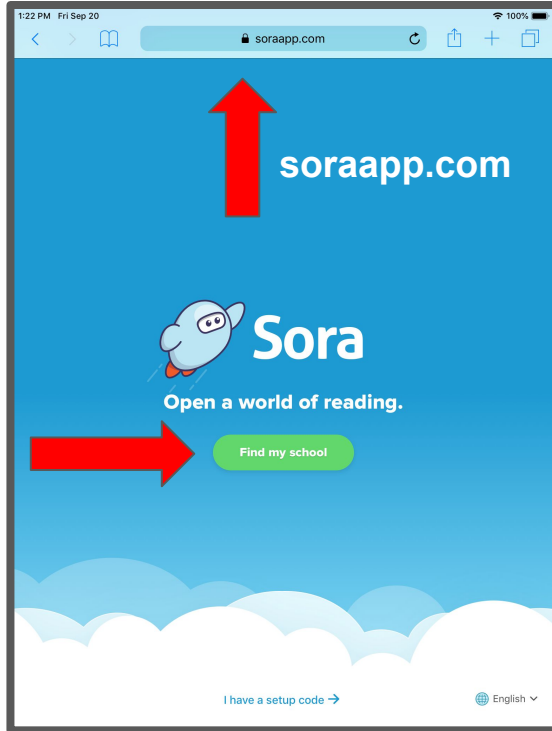 1:22 PM Fri Sep 20 100%
soraapp.com
soraapp.com
Sora
Open a world of reading.
Find my school
I have a setup code → English